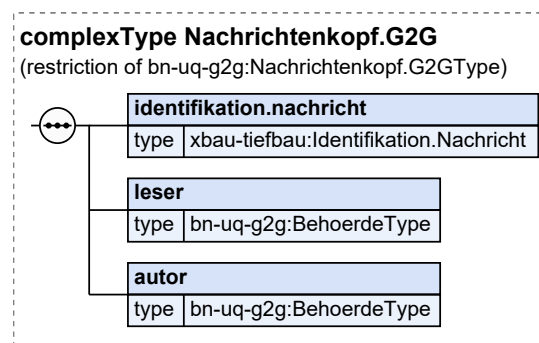 complexType Nachrichtenkopf.G2G
(restriction of bn-uq-g2g:Nachrichtenkopf.G2GType)
identifikation.nachricht
type xbau-tiefbau:Identifikation.Nachricht
leser
type bn-uq-g2g:BehoerdeType
autor
type bn-uq-g2g:BehoerdeType